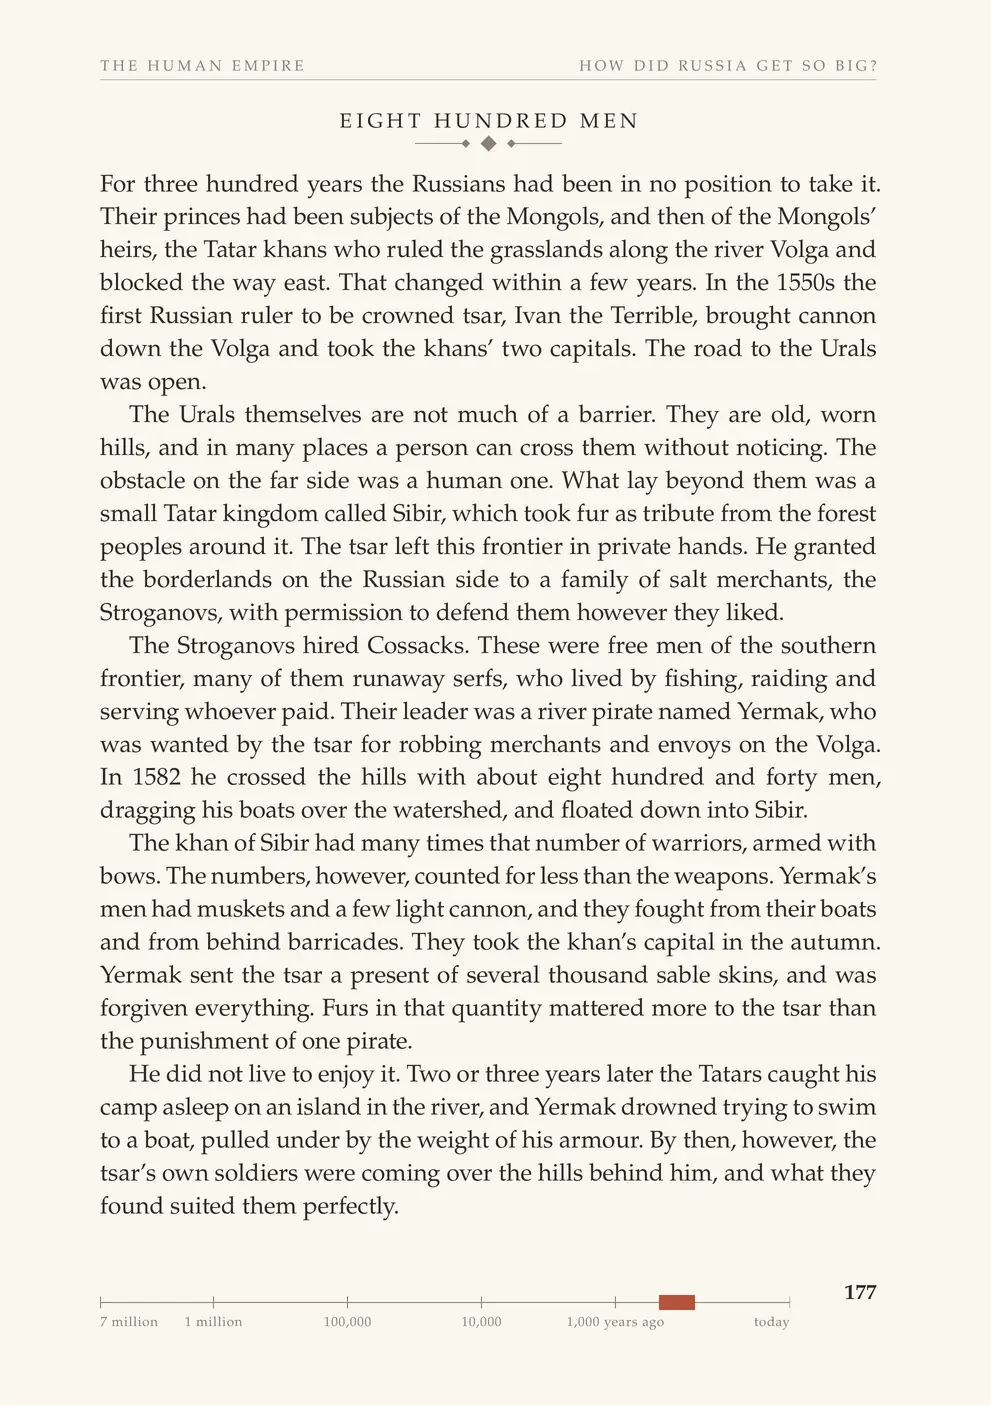 THE HUMAN EMPIRE
HOW DID RUSSIA GET SO BIG?
EIGHT HUNDRED MEN
For three hundred years the Russians had been in no position to take it.
Their princes had been subjects of the Mongols, and then of the Mongols’
heirs, the Tatar khans who ruled the grasslands along the river Volga and
blocked the way east. That changed within a few years. In the 1550s the
first Russian ruler to be crowned tsar, Ivan the Terrible, brought cannon
down the Volga and took the khans’ two capitals. The road to the Urals
was open.
The Urals themselves are not much of a barrier. They are old, worn
hills, and in many places a person can cross them without noticing. The
obstacle on the far side was a human one. What lay beyond them was a
small Tatar kingdom called Sibir, which took fur as tribute from the forest
peoples around it. The tsar left this frontier in private hands. He granted
the borderlands on the Russian side to a family of salt merchants, the
Stroganovs, with permission to defend them however they liked.
The Stroganovs hired Cossacks. These were free men of the southern
frontier, many of them runaway serfs, who lived by fishing, raiding and
serving whoever paid. Their leader was a river pirate named Yermak, who
was wanted by the tsar for robbing merchants and envoys on the Volga.
In 1582 he crossed the hills with about eight hundred and forty men,
dragging his boats over the watershed, and floated down into Sibir.
The khan of Sibir had many times that number of warriors, armed with
bows. The numbers, however, counted for less than the weapons. Yermak’s
men had muskets and a few light cannon, and they fought from their boats
and from behind barricades. They took the khan’s capital in the autumn.
Yermak sent the tsar a present of several thousand sable skins, and was
forgiven everything. Furs in that quantity mattered more to the tsar than
the punishment of one pirate.
He did not live to enjoy it. Two or three years later the Tatars caught his
camp asleep on an island in the river, and Yermak drowned trying to swim
to a boat, pulled under by the weight of his armour. By then, however, the
tsar’s own soldiers were coming over the hills behind him, and what they
found suited them perfectly.
177
7 million 1 million 100,000 10,000 1,000 years ago today